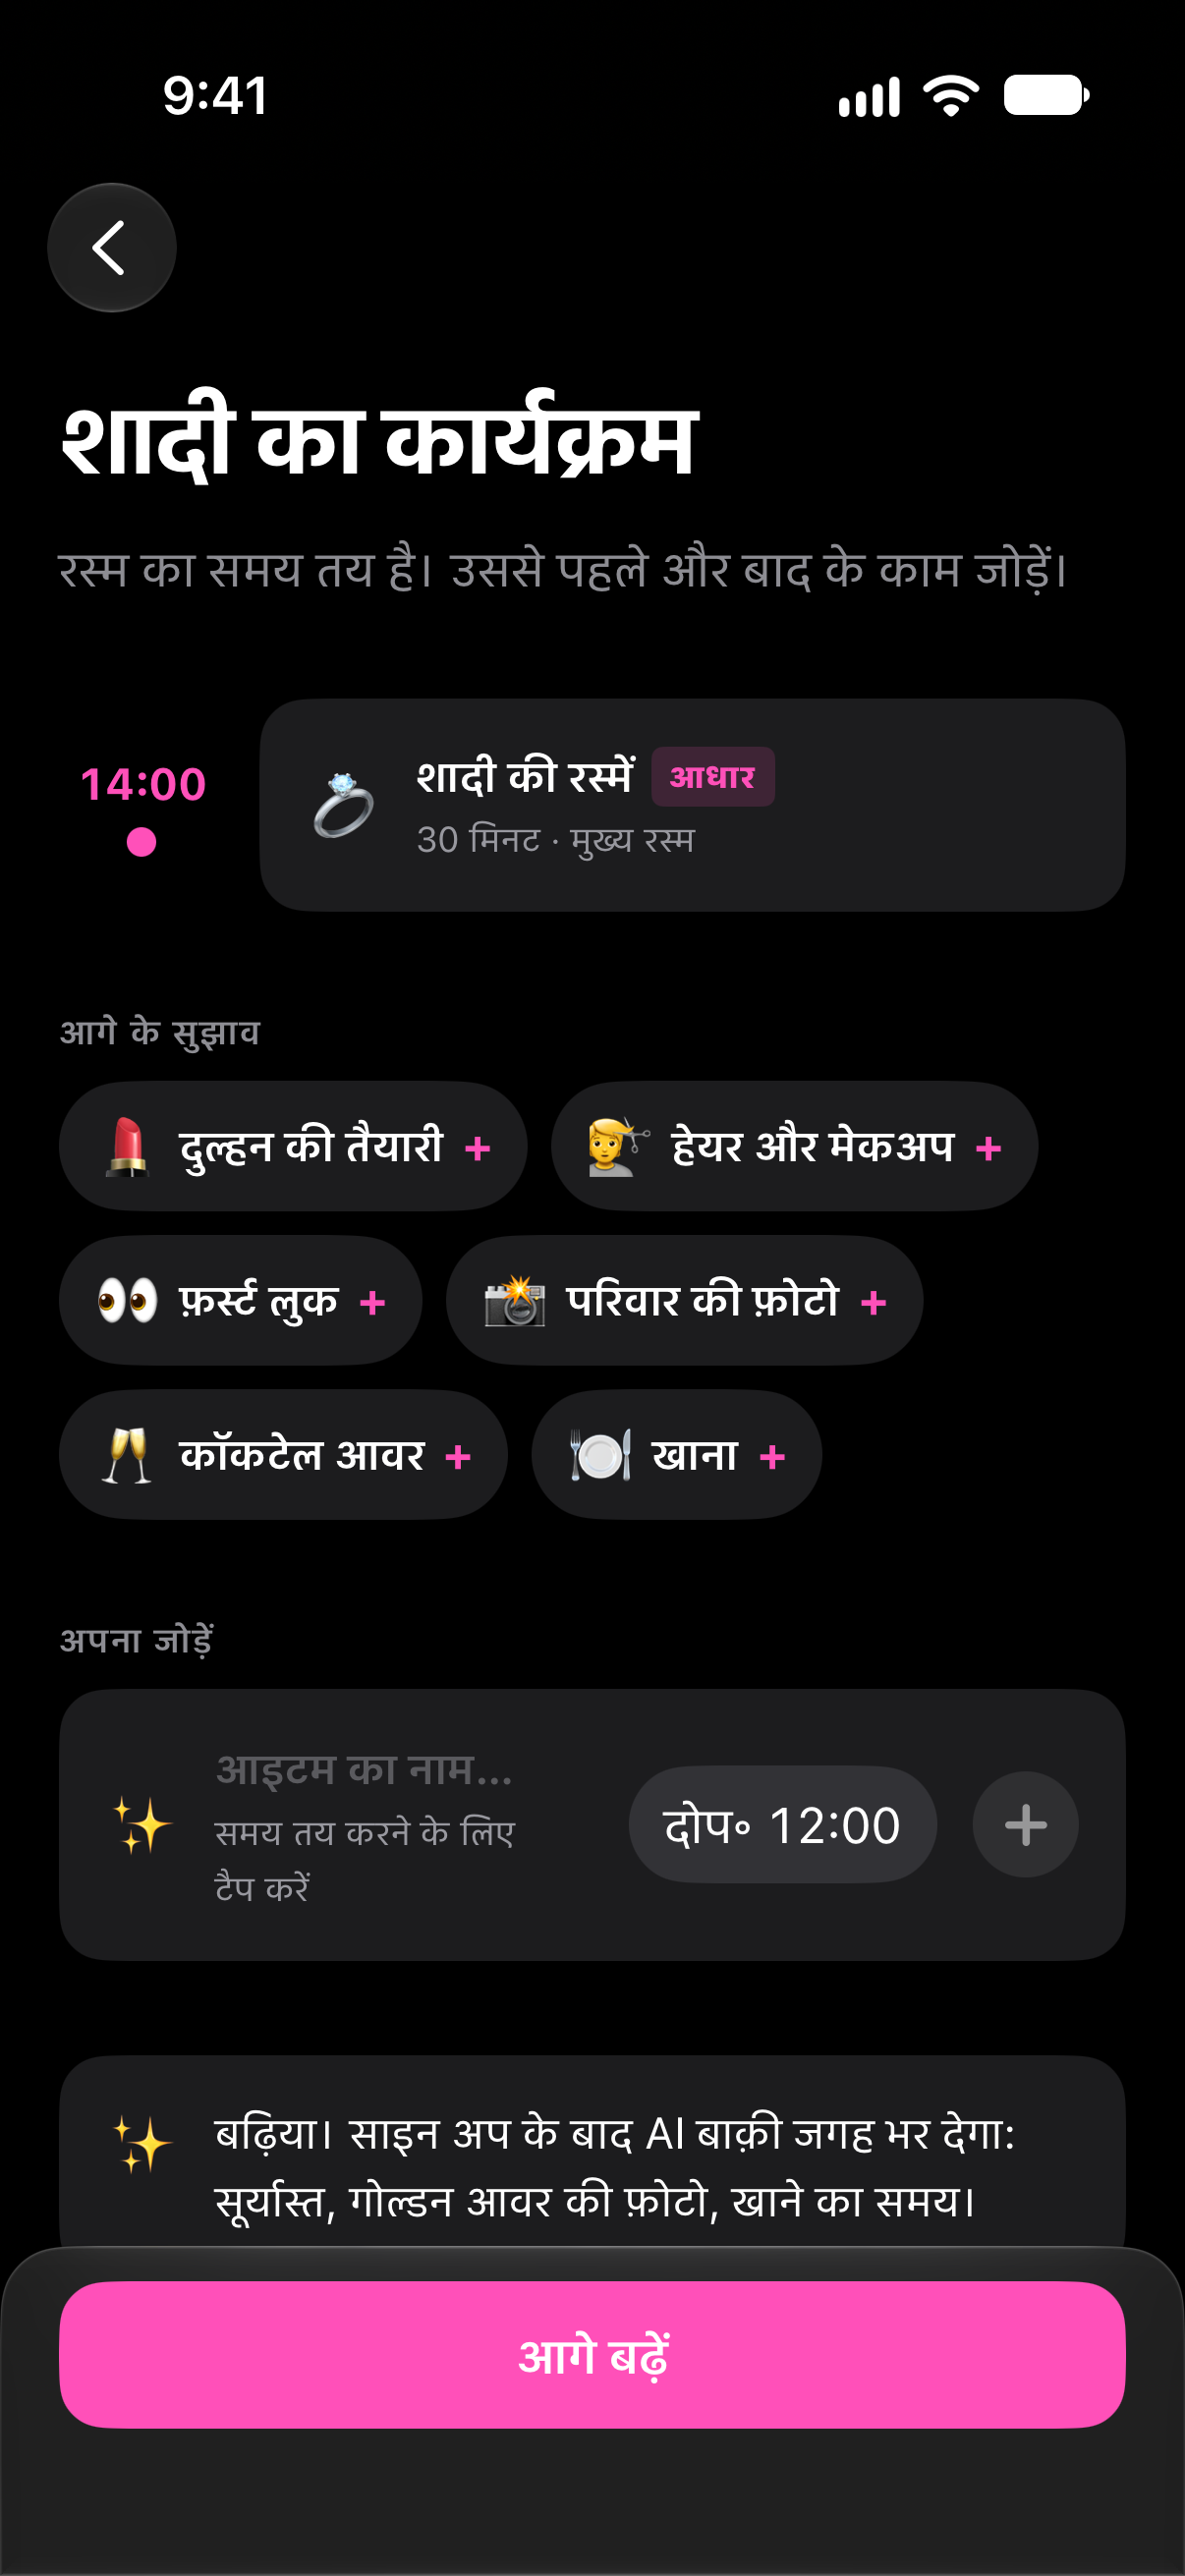 9:41
शादी का कार्यक्रम
रस्म का समय तय है। उससे पहले और बाद के काम जोड़ें।
14:00
शादी की रस्में आधार
30 मिनट · मुख्य रस्म
आगे के सुझाव
दुल्हन की तैयारी +
हेयर और मेकअप +
फ़र्स्ट लुक +
परिवार की फ़ोटो +
कॉकटेल आवर +
खाना +
अपना जोड़ें
आइटम का नाम...
समय तय करने के लिए
टैप करें
दोप॰ 12:00
बढ़िया। साइन अप के बाद AI बाक़ी जगह भर देगा:
सूर्यास्त, गोल्डन आवर की फ़ोटो, खाने का समय।
आगे बढ़ें